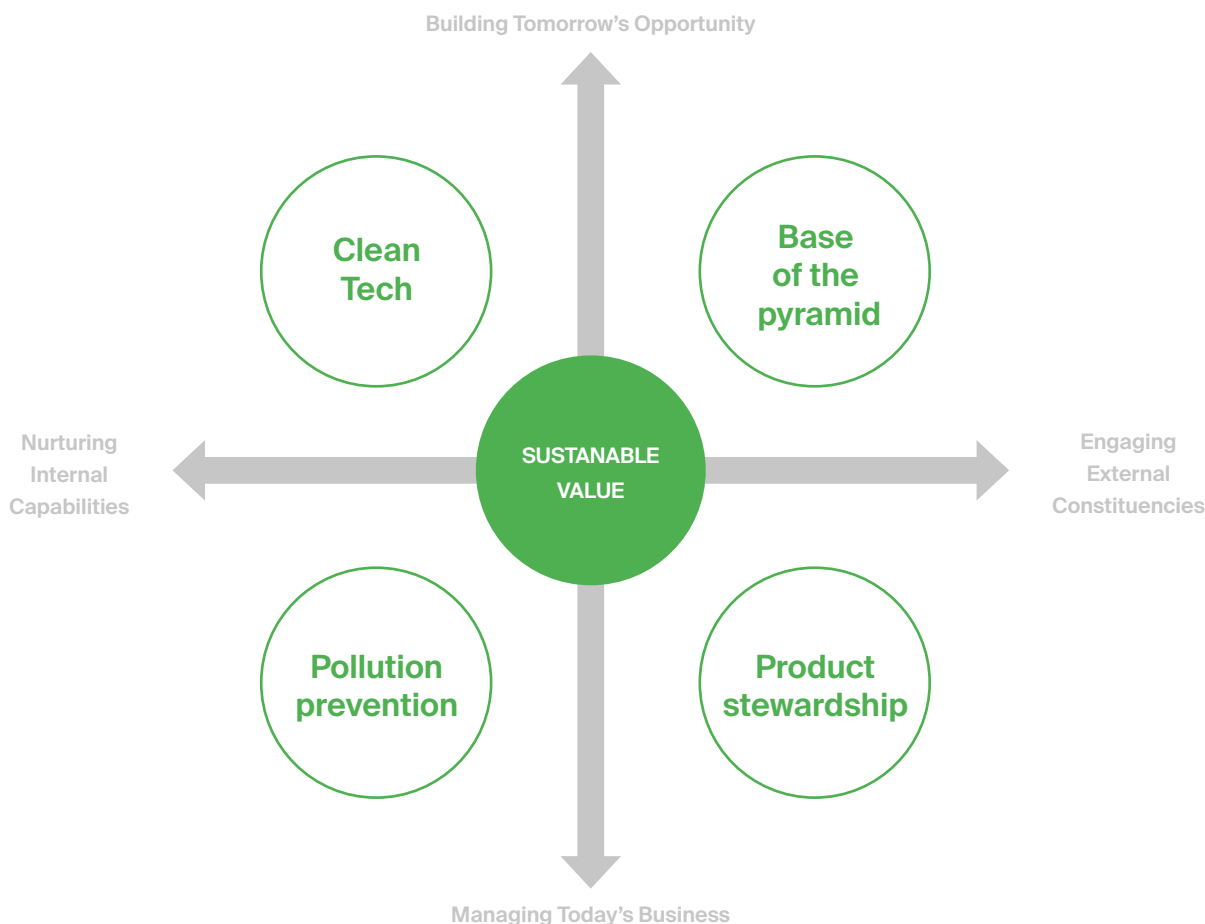 Building Tomorrow’s Opportunity
Clean
Tech
Base
of the
pyramid
Nurturing
Internal
Capabilities
SUSTANABLE
VALUE
Engaging
External
Constituencies
Pollution
prevention
Product
stewardship
Managing Today’s Business